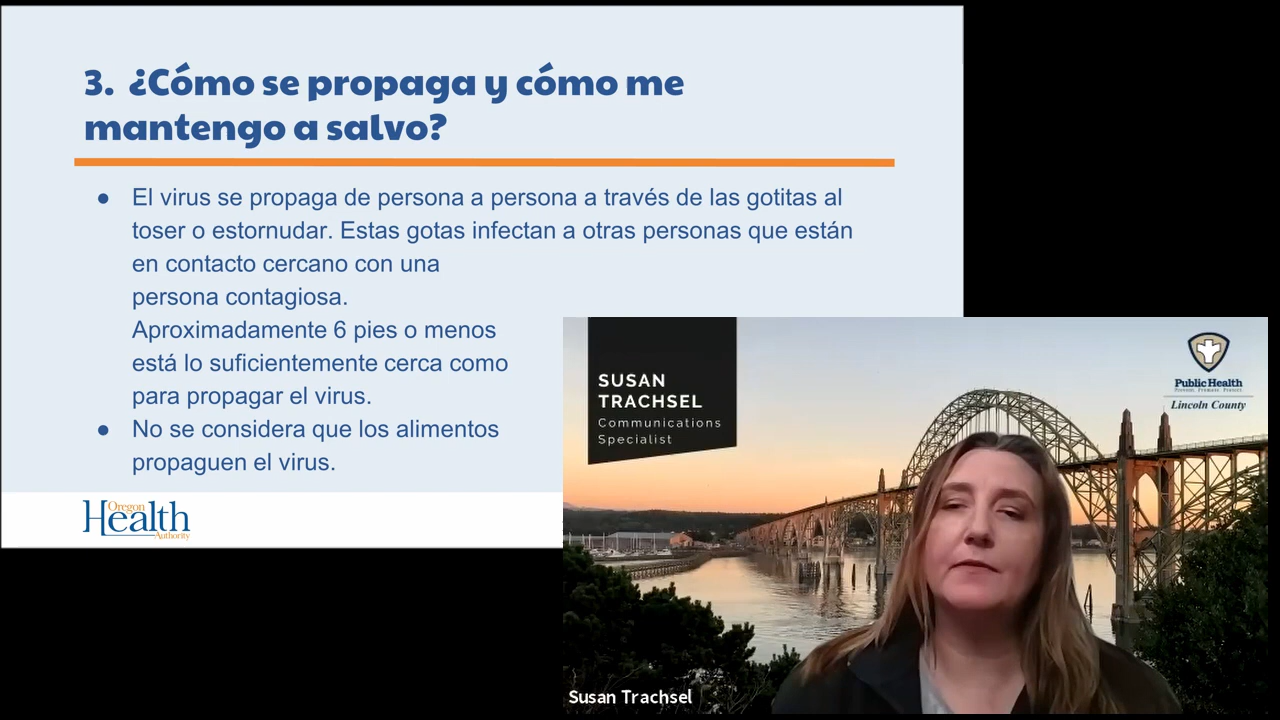 3. ¿Cómo se propaga y cómo me
mantengo a salvo?
● El virus se propaga de persona a persona a través de las gotitas al
toser o estornudar. Estas gotas infectan a otras personas que están
en contacto cercano con una
persona contagiosa.
Aproximadamente 6 pies o menos
está lo suficientemente cerca como
para propagar el virus.
● No se considera que los alimentos
propaguen el virus.
Oregon
Health
Authority
SUSAN
TRACHSEL
Communications
Specialist
Public Health
Prevent. Promote. Protect.
Lincoln County
Susan Trachsel